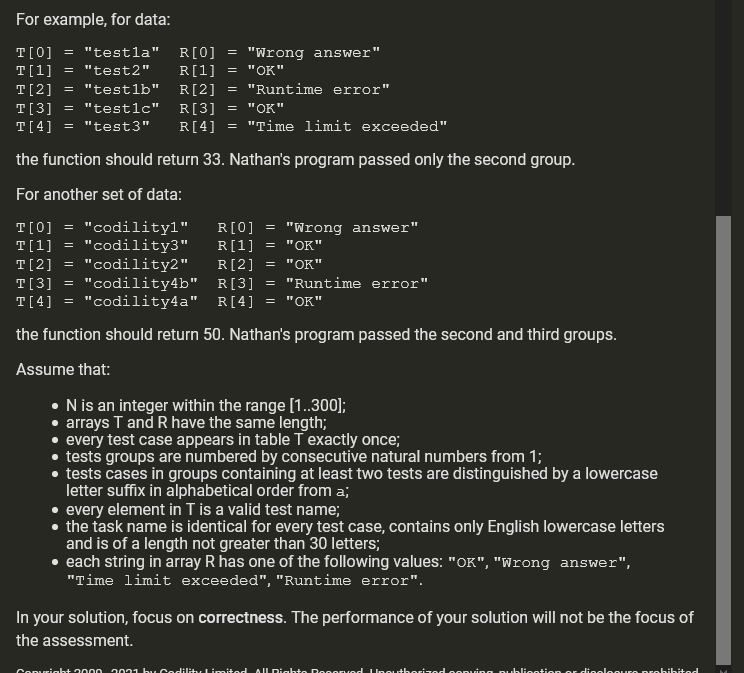 For example, for data:
T[0] = "test1a"  R[0] = "Wrong answer"
T[1] = "test2"   R[1] = "OK"
T[2] = "test1b"  R[2] = "Runtime error"
T[3] = "test1c"  R[3] = "OK"
T[4] = "test3"   R[4] = "Time limit exceeded"
the function should return 33. Nathan's program passed only the second group.
For another set of data:
T[0] = "codility1"   R[0] = "Wrong answer"
T[1] = "codility3"   R[1] = "OK"
T[2] = "codility2"   R[2] = "OK"
T[3] = "codility4b"  R[3] = "Runtime error"
T[4] = "codility4a"  R[4] = "OK"
the function should return 50. Nathan's program passed the second and third groups.
Assume that:
• N is an integer within the range [1..300];
• arrays T and R have the same length;
• every test case appears in table T exactly once;
• tests groups are numbered by consecutive natural numbers from 1;
• tests cases in groups containing at least two tests are distinguished by a lowercase
letter suffix in alphabetical order from a;
• every element in T is a valid test name;
• the task name is identical for every test case, contains only English lowercase letters
and is of a length not greater than 30 letters;
• each string in array R has one of the following values: "OK", "Wrong answer",
"Time limit exceeded", "Runtime error".
In your solution, focus on correctness. The performance of your solution will not be the focus of
the assessment.
Copyright 2009–2021 by Codility Limited. All Rights Reserved. Unauthorized copying, publication or disclosure prohibited.